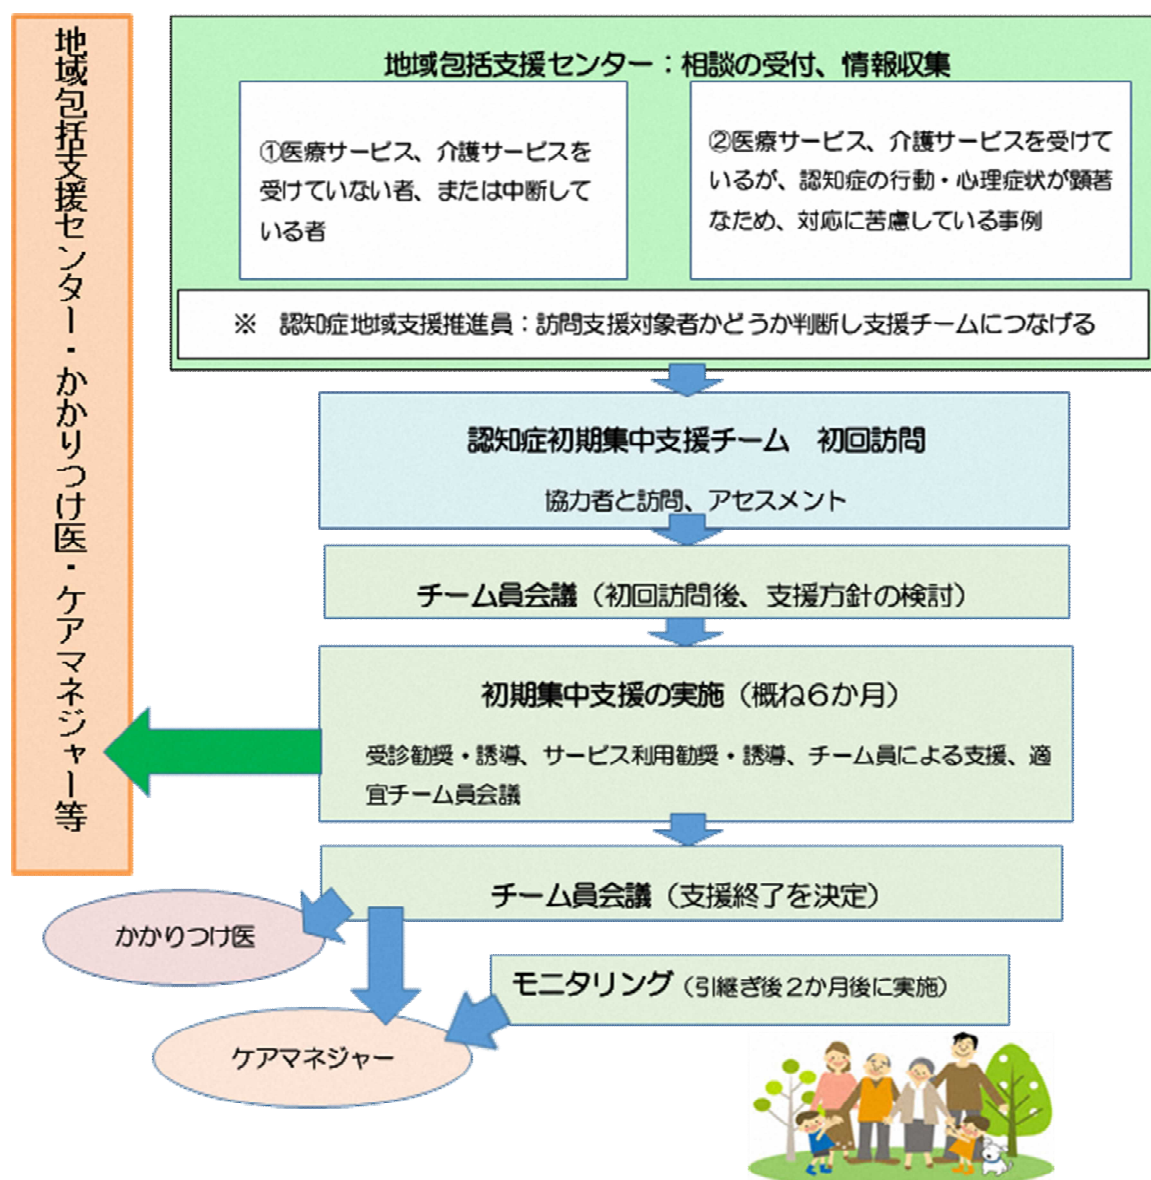 地域包括支援センター・かかりつけ医・ケアマネジャー等
地域包括支援センター：相談の受付、情報収集
①医療サービス、介護サービスを
受けていない者、または中断して
いる者
②医療サービス、介護サービスを受けて
いるが、認知症の行動・心理症状が顕著
なため、対応に苦慮している事例
※　認知症地域支援推進員：訪問支援対象者かどうか判断し支援チームにつなげる
認知症初期集中支援チーム　初回訪問
協力者と訪問、アセスメント
チーム員会議（初回訪問後、支援方針の検討）
初期集中支援の実施（概ね６か月）
受診勧奨・誘導、サービス利用勧奨・誘導、チーム員による支援、適
宜チーム員会議
チーム員会議（支援終了を決定）
かかりつけ医
モニタリング（引継ぎ後２か月後に実施）
ケアマネジャー